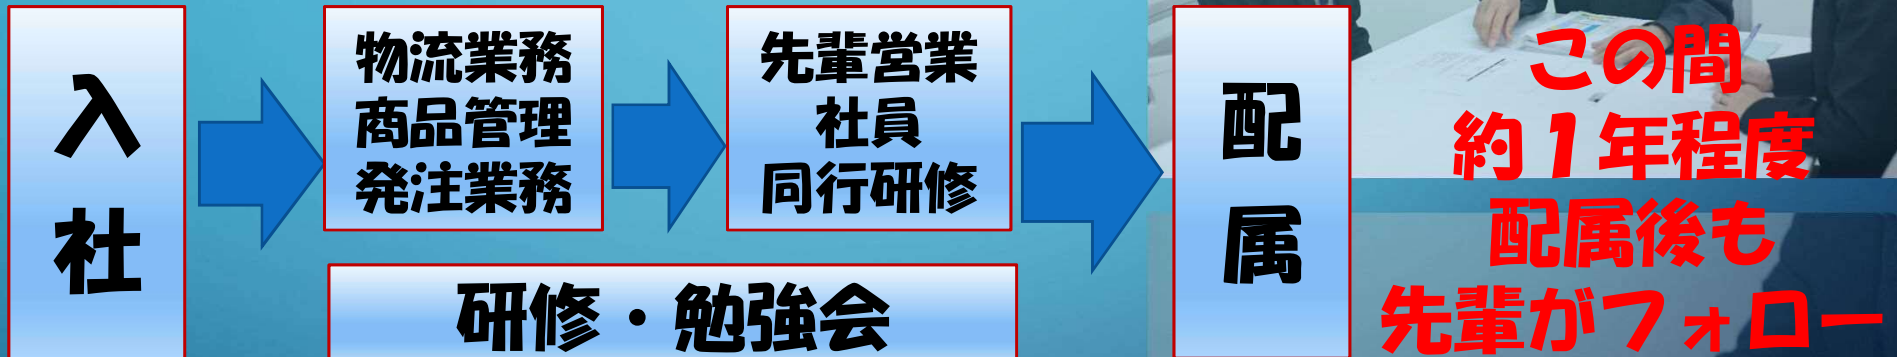 入社
物流業務
商品管理
発注業務
先輩営業
社員
同行研修
研修・勉強会
配属
この間
約１年程度
配属後も
先輩がフォロー